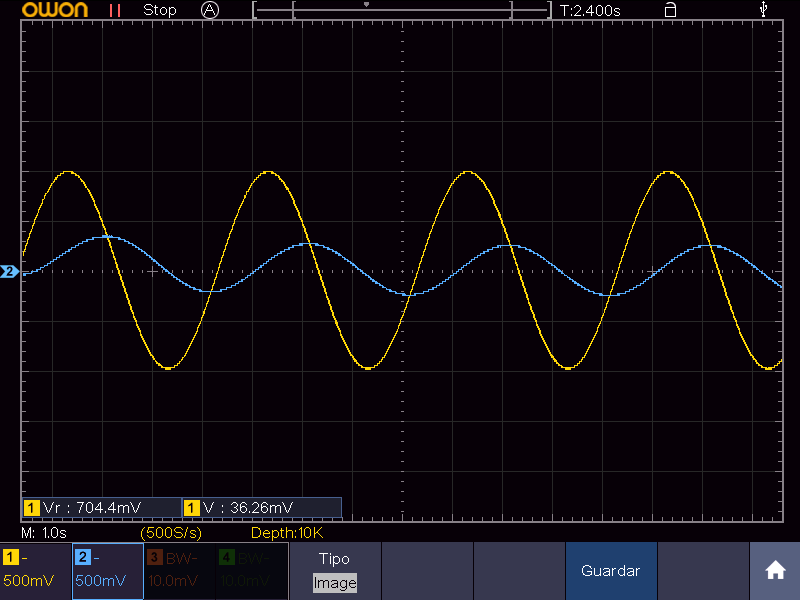 OWON Stop A T:2.400s
2
1 Vr : 704.4mV 1 V : 36.26mV
M: 1.0s (500S/s) Depth:10K
1 - 2 - 3 BW- 4 BW- Tipo
500mV 500mV 10.0mV 10.0mV Image
Guardar